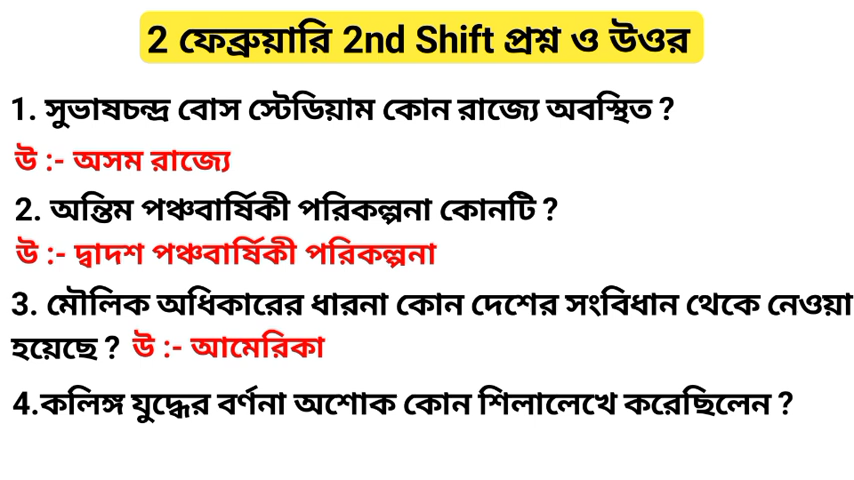 2 ফেব্রুয়ারি 2nd Shift প্রশ্ন ও উওর
1. সুভাষচন্দ্র বোস স্টেডিয়াম কোন রাজ্যে অবস্থিত ?
উ :- অসম রাজ্যে
2. অন্তিম পঞ্চবার্ষিকী পরিকল্পনা কোনটি ?
উ :- দ্বাদশ পঞ্চবার্ষিকী পরিকল্পনা
3. মৌলিক অধিকারের ধারনা কোন দেশের সংবিধান থেকে নেওয়া
হয়েছে ? উ :- আমেরিকা
4.কলিঙ্গ যুদ্ধের বর্ণনা অশোক কোন শিলালেখে করেছিলেন ?